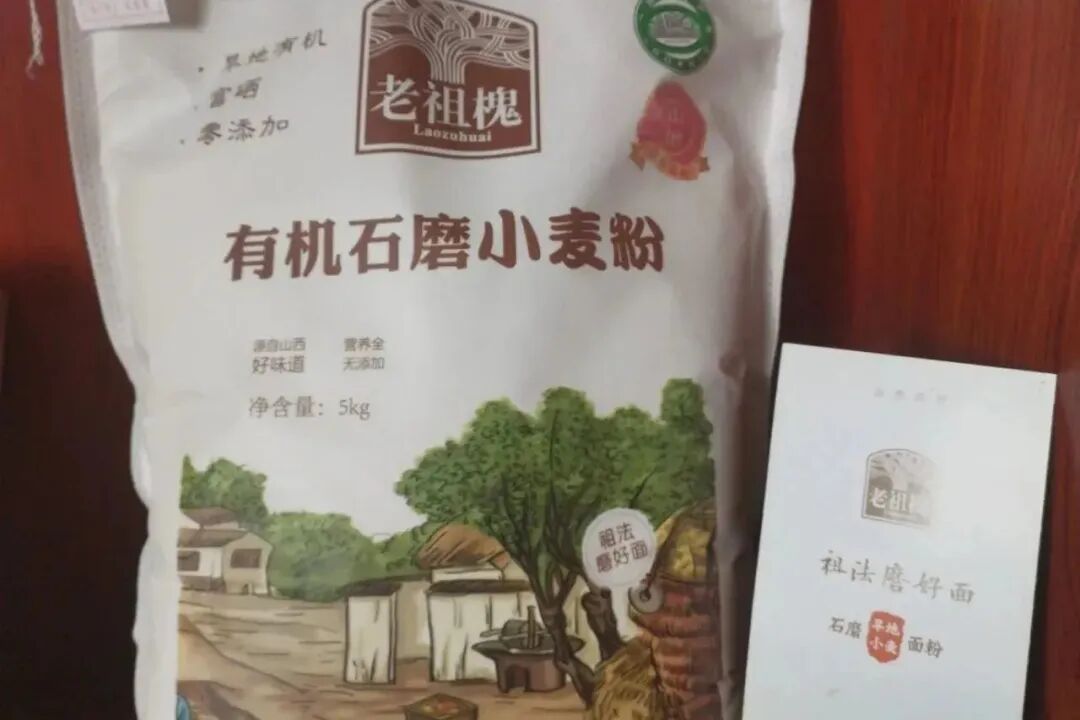 · 旱地有机
· 富硒
· 零添加
老祖槐
Laozuhuai
有机石磨小麦粉
源自山西 营养全
好味道 无添加
净含量：5kg
祖法
磨好面
老祖槐
祖法磨好面
石磨 旱地小麦 面粉